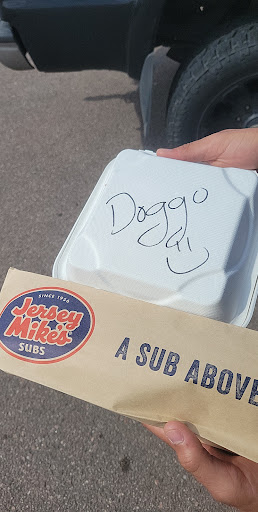 Doggo
SINCE 1956
Jersey
Mike's
SUBS
A SUB ABOVE